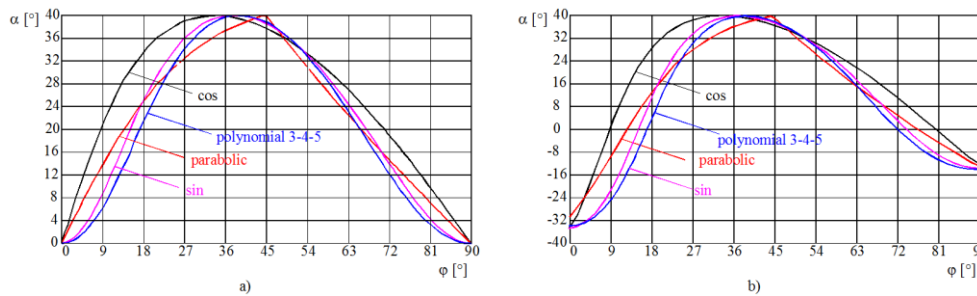 α [°]
40
36
32
28
24
20
16
12
8
4
0
cos
polynomial 3-4-5
parabolic
sin
0 9 18 27 36 45 54 63 72 81 90
φ [°]
a)
α [°]
40
32
24
16
8
0
-8
-16
-24
-32
-40
cos
polynomial 3-4-5
parabolic
sin
0 9 18 27 36 45 54 63 72 81 9
φ [°]
b)